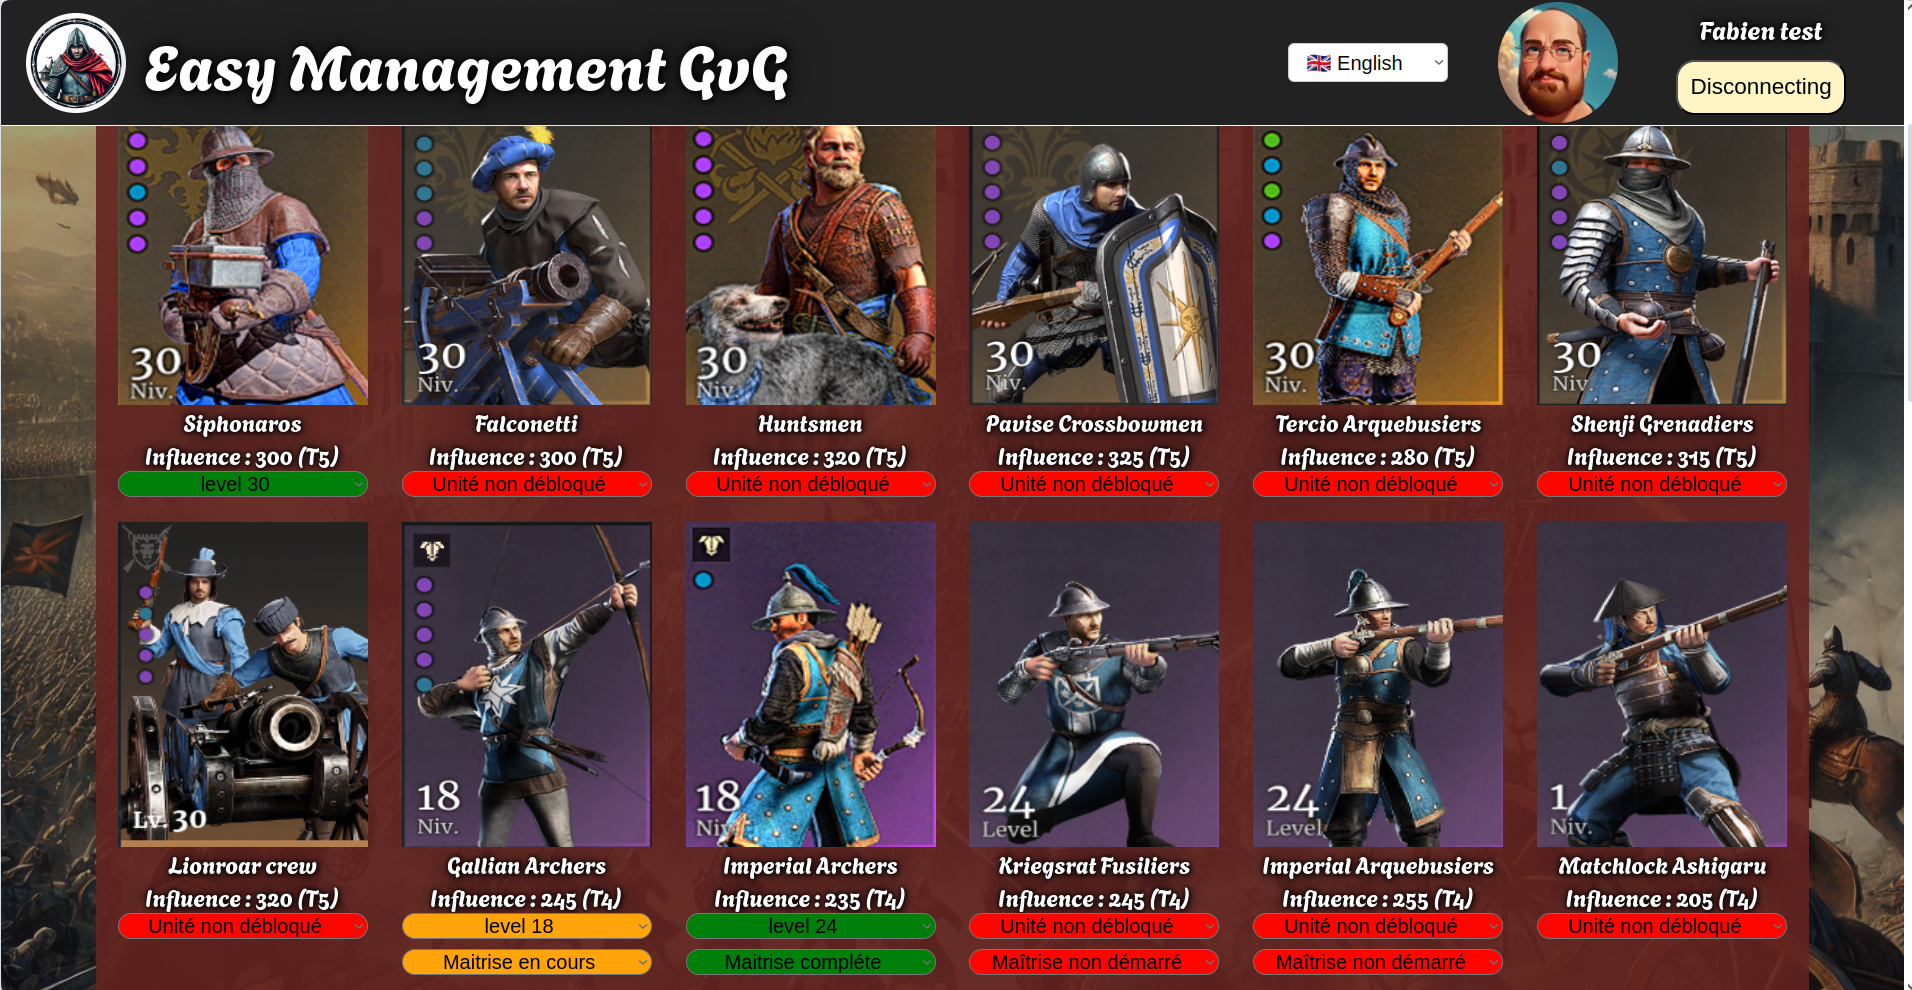 Easy Management GvG
🇬🇧 English
Fabien test
Disconnecting
30
Niv.
30
Niv.
30
Niv.
30
Niv.
30
Niv.
30
Niv.
Siphonaros
Influence : 300 (T5)
level 30
Falconetti
Influence : 300 (T5)
Unité non débloqué
Huntsmen
Influence : 320 (T5)
Unité non débloqué
Pavise Crossbowmen
Influence : 325 (T5)
Unité non débloqué
Tercio Arquebusiers
Influence : 280 (T5)
Unité non débloqué
Shenji Grenadiers
Influence : 315 (T5)
Unité non débloqué
Lv. 30
18
Niv.
18
Niv.
24
Level
24
Level
1
Niv.
Lionroar crew
Influence : 320 (T5)
Unité non débloqué
Gallian Archers
Influence : 245 (T4)
level 18
Maitrise en cours
Imperial Archers
Influence : 235 (T4)
level 24
Maitrise compléte
Kriegsrat Fusiliers
Influence : 245 (T4)
Unité non débloqué
Maîtrise non démarré
Imperial Arquebusiers
Influence : 255 (T4)
Unité non débloqué
Maîtrise non démarré
Matchlock Ashigaru
Influence : 205 (T4)
Unité non débloqué